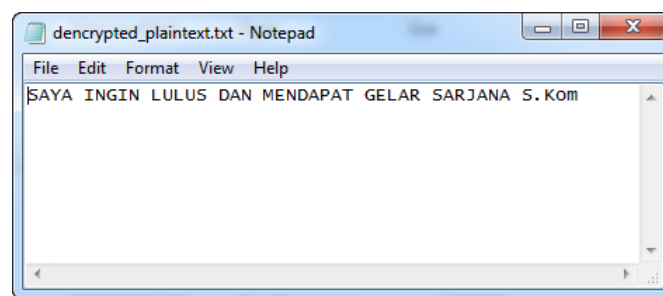 dencrypted_plaintext.txt - Notepad
File Edit Format View Help
SAYA INGIN LULUS DAN MENDAPAT GELAR SARJANA S.Kom